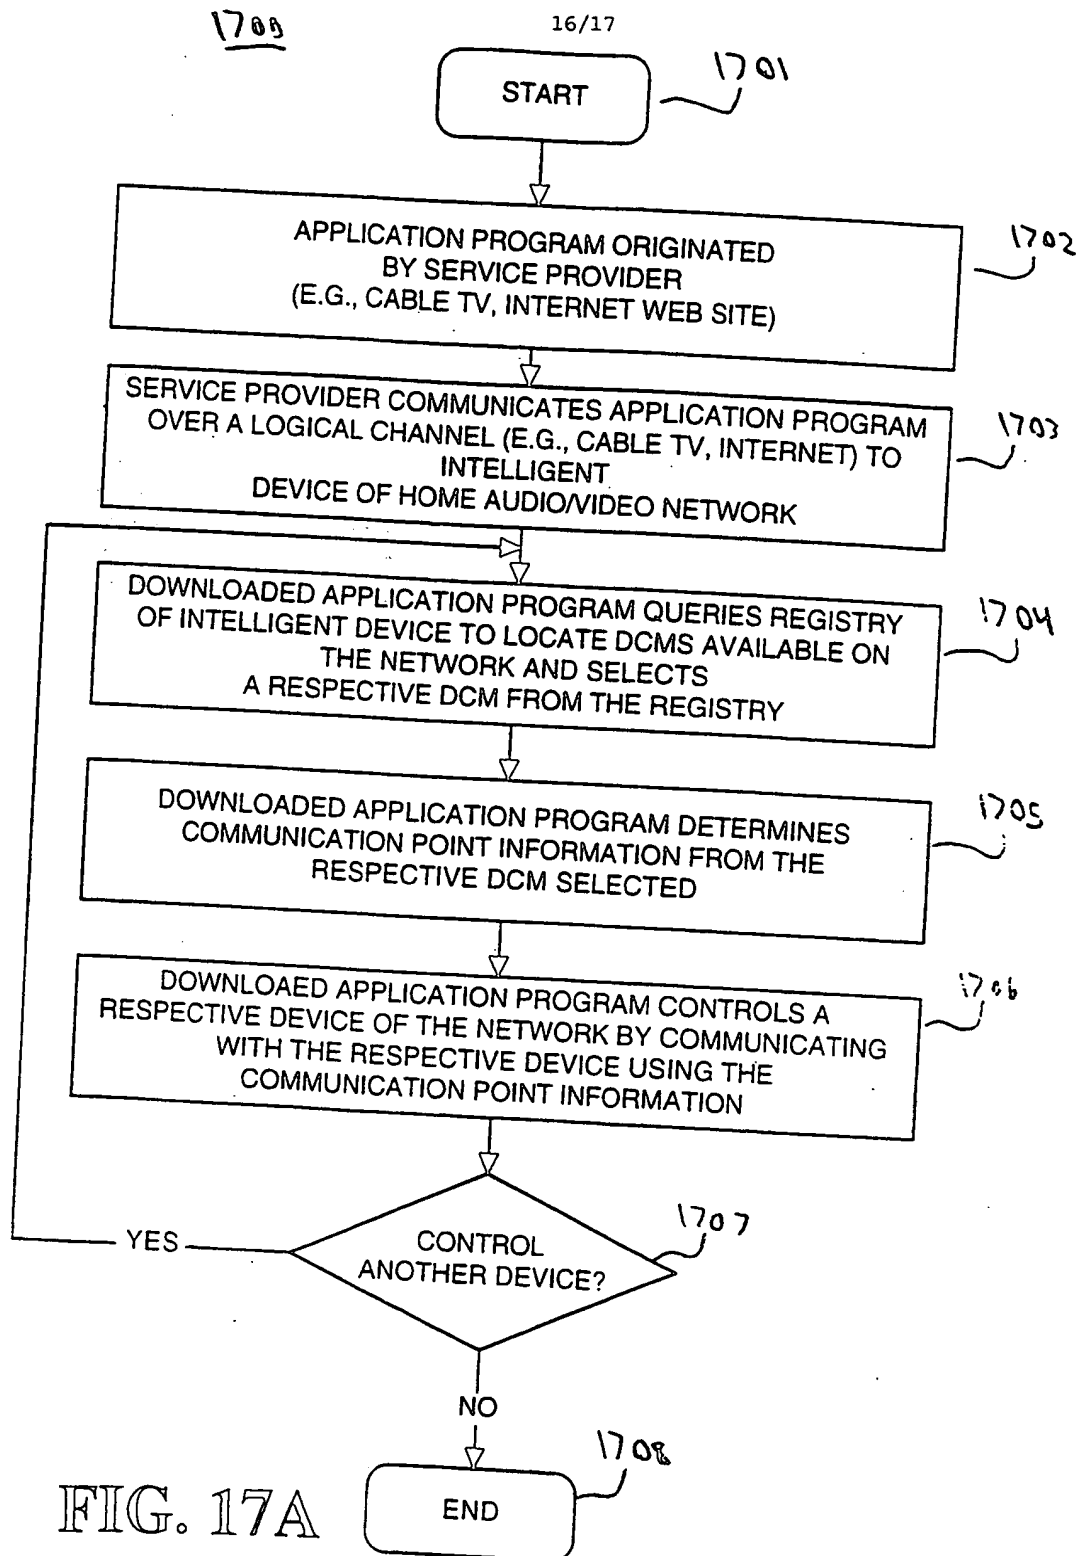 1700
16/17
START
1701
APPLICATION PROGRAM ORIGINATED
BY SERVICE PROVIDER
(E.G., CABLE TV, INTERNET WEB SITE)
1702
SERVICE PROVIDER COMMUNICATES APPLICATION PROGRAM
OVER A LOGICAL CHANNEL (E.G., CABLE TV, INTERNET) TO
INTELLIGENT
DEVICE OF HOME AUDIO/VIDEO NETWORK
1703
DOWNLOADED APPLICATION PROGRAM QUERIES REGISTRY
OF INTELLIGENT DEVICE TO LOCATE DCMS AVAILABLE ON
THE NETWORK AND SELECTS
A RESPECTIVE DCM FROM THE REGISTRY
1704
DOWNLOADED APPLICATION PROGRAM DETERMINES
COMMUNICATION POINT INFORMATION FROM THE
RESPECTIVE DCM SELECTED
1705
DOWNLOAED APPLICATION PROGRAM CONTROLS A
RESPECTIVE DEVICE OF THE NETWORK BY COMMUNICATING
WITH THE RESPECTIVE DEVICE USING THE
COMMUNICATION POINT INFORMATION
1706
CONTROL
ANOTHER DEVICE?
1707
YES
NO
END
1708
FIG. 17A